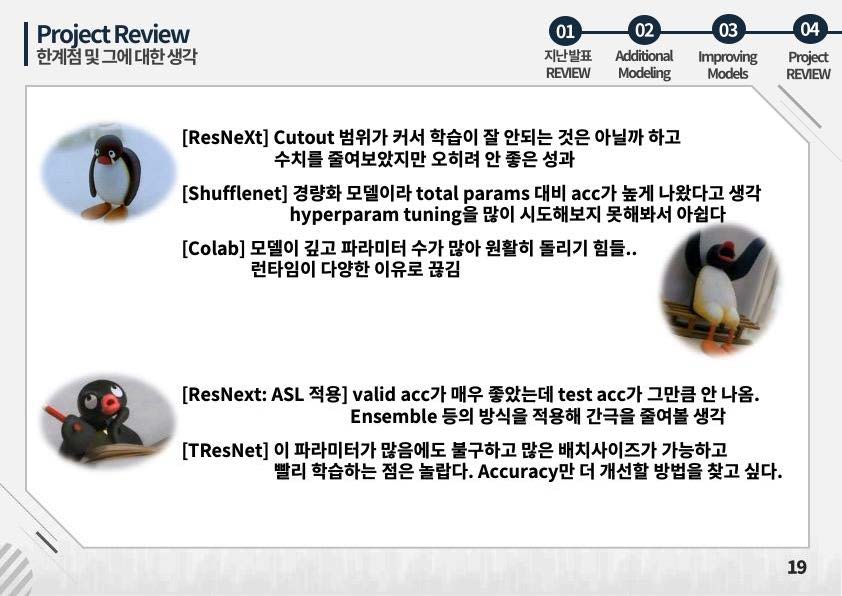 Project Review
한계점 및 그에 대한 생각
01
02
03
04
지난 발표
REVIEW
Additional
Modeling
Improving
Models
Project
REVIEW
[ResNeXt] Cutout 범위가 커서 학습이 잘 안되는 것은 아닐까 하고
수치를 줄여보았지만 오히려 안 좋은 성과
[Shufflenet] 경량화 모델이라 total params 대비 acc가 높게 나왔다고 생각
hyperparam tuning을 많이 시도해보지 못해봐서 아쉽다
[Colab] 모델이 깊고 파라미터 수가 많아 원활히 돌리기 힘들..
런타임이 다양한 이유로 끊김
[ResNext: ASL 적용] valid acc가 매우 좋았는데 test acc가 그만큼 안 나옴.
Ensemble 등의 방식을 적용해 간극을 줄여볼 생각
[TResNet] 이 파라미터가 많음에도 불구하고 많은 배치사이즈가 가능하고
빨리 학습하는 점은 놀랍다. Accuracy만 더 개선할 방법을 찾고 싶다.
19